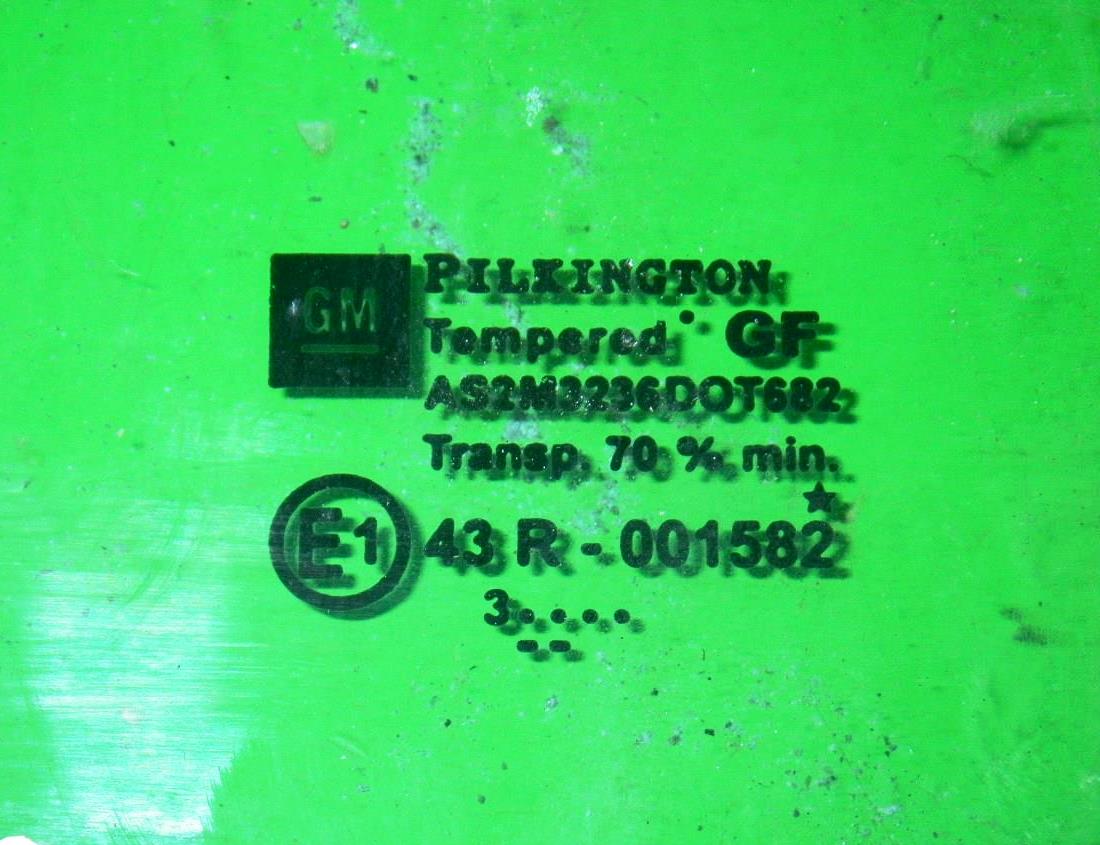 GM
PILKINGTON
Tempered • GF
AS2M3236DOT682
Transp. 70 % min.
★
E1 43 R - 001582
3....
--